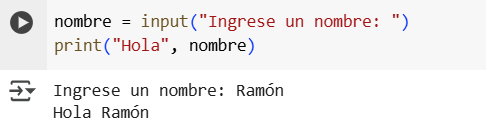 nombre = input("Ingrese un nombre: ")
print("Hola", nombre)
Ingrese un nombre: Ramón
Hola Ramón